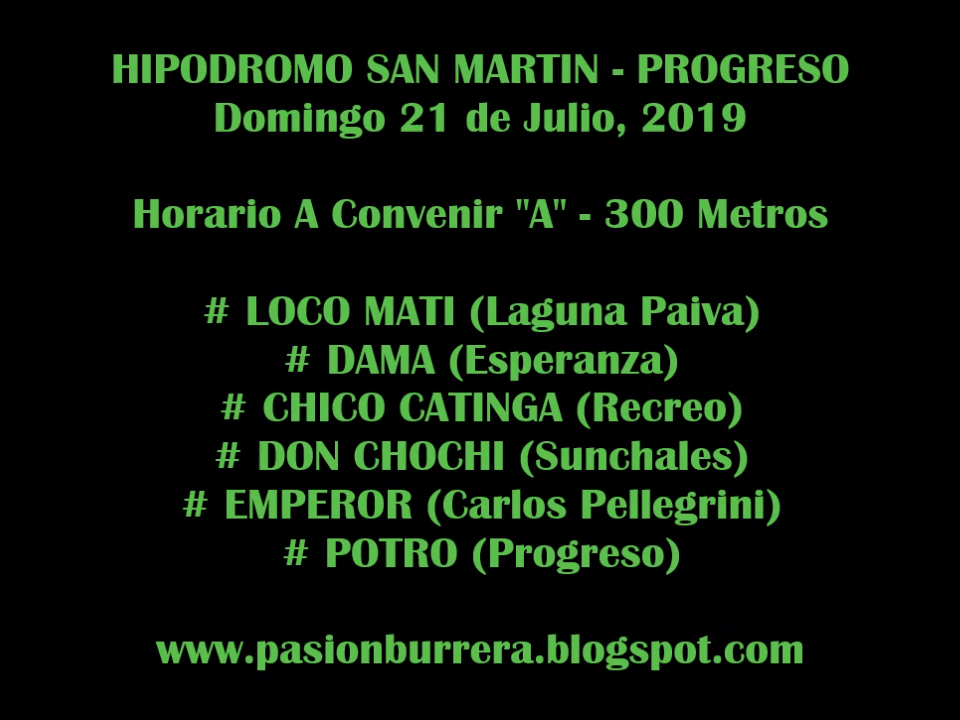 HIPODROMO SAN MARTIN - PROGRESO
Domingo 21 de Julio, 2019
Horario A Convenir "A" - 300 Metros
# LOCO MATI (Laguna Paiva)
# DAMA (Esperanza)
# CHICO CATINGA (Recreo)
# DON CHOCHI (Sunchales)
# EMPEROR (Carlos Pellegrini)
# POTRO (Progreso)
www.pasionburrera.blogspot.com